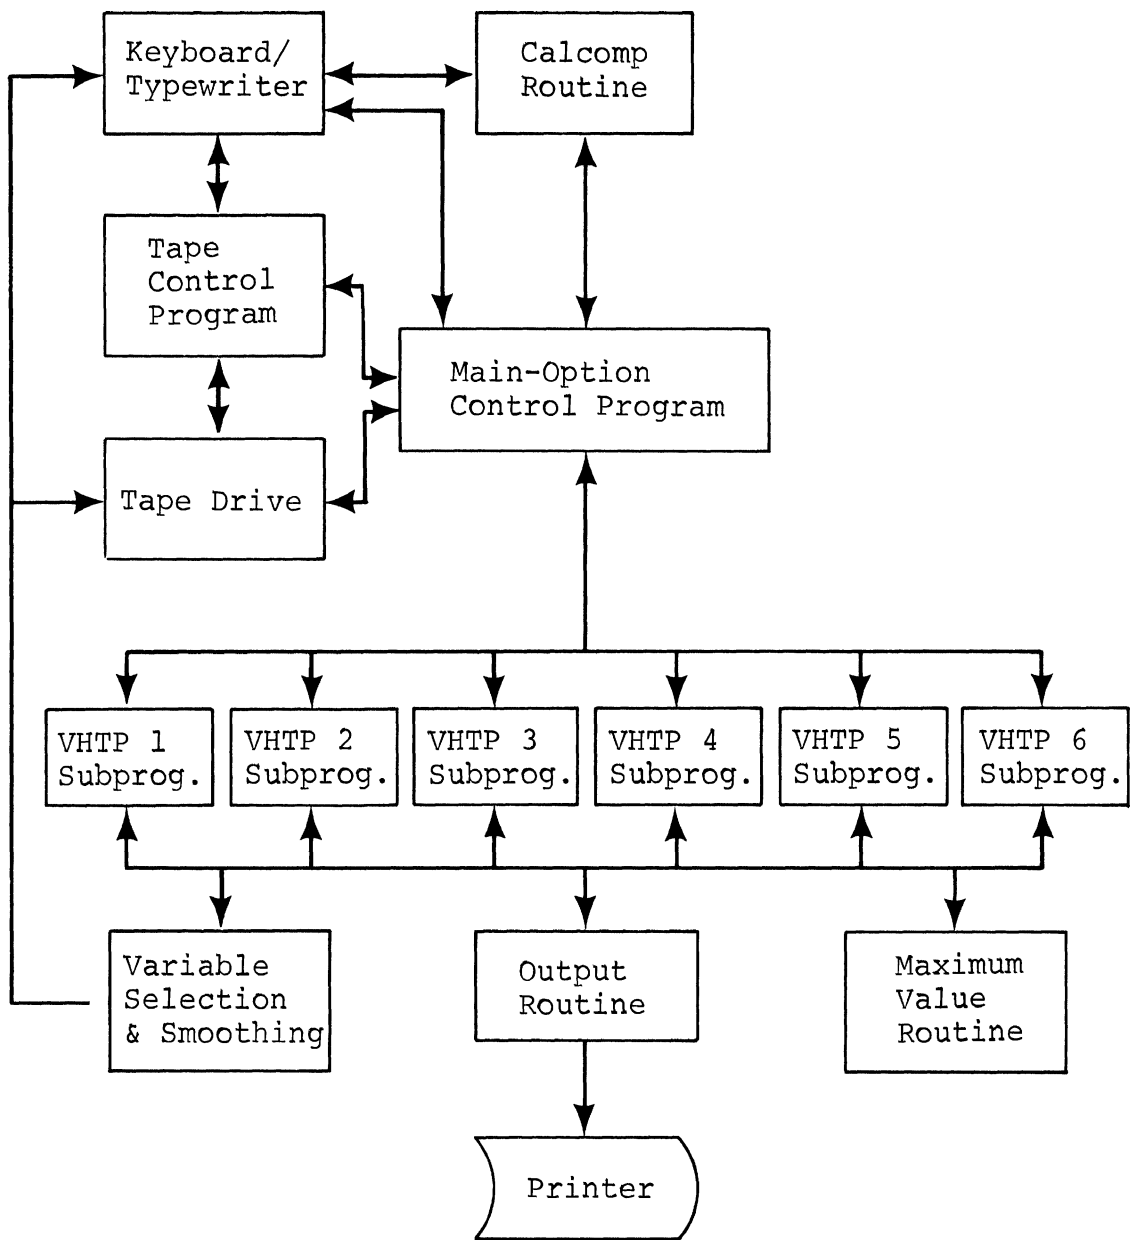 Keyboard/
Typewriter
Calcomp
Routine
Tape
Control
Program
Main-Option
Control Program
Tape Drive
VHTP 1
Subprog.
VHTP 2
Subprog.
VHTP 3
Subprog.
VHTP 4
Subprog.
VHTP 5
Subprog.
VHTP 6
Subprog.
Variable
Selection
& Smoothing
Output
Routine
Maximum
Value
Routine
Printer